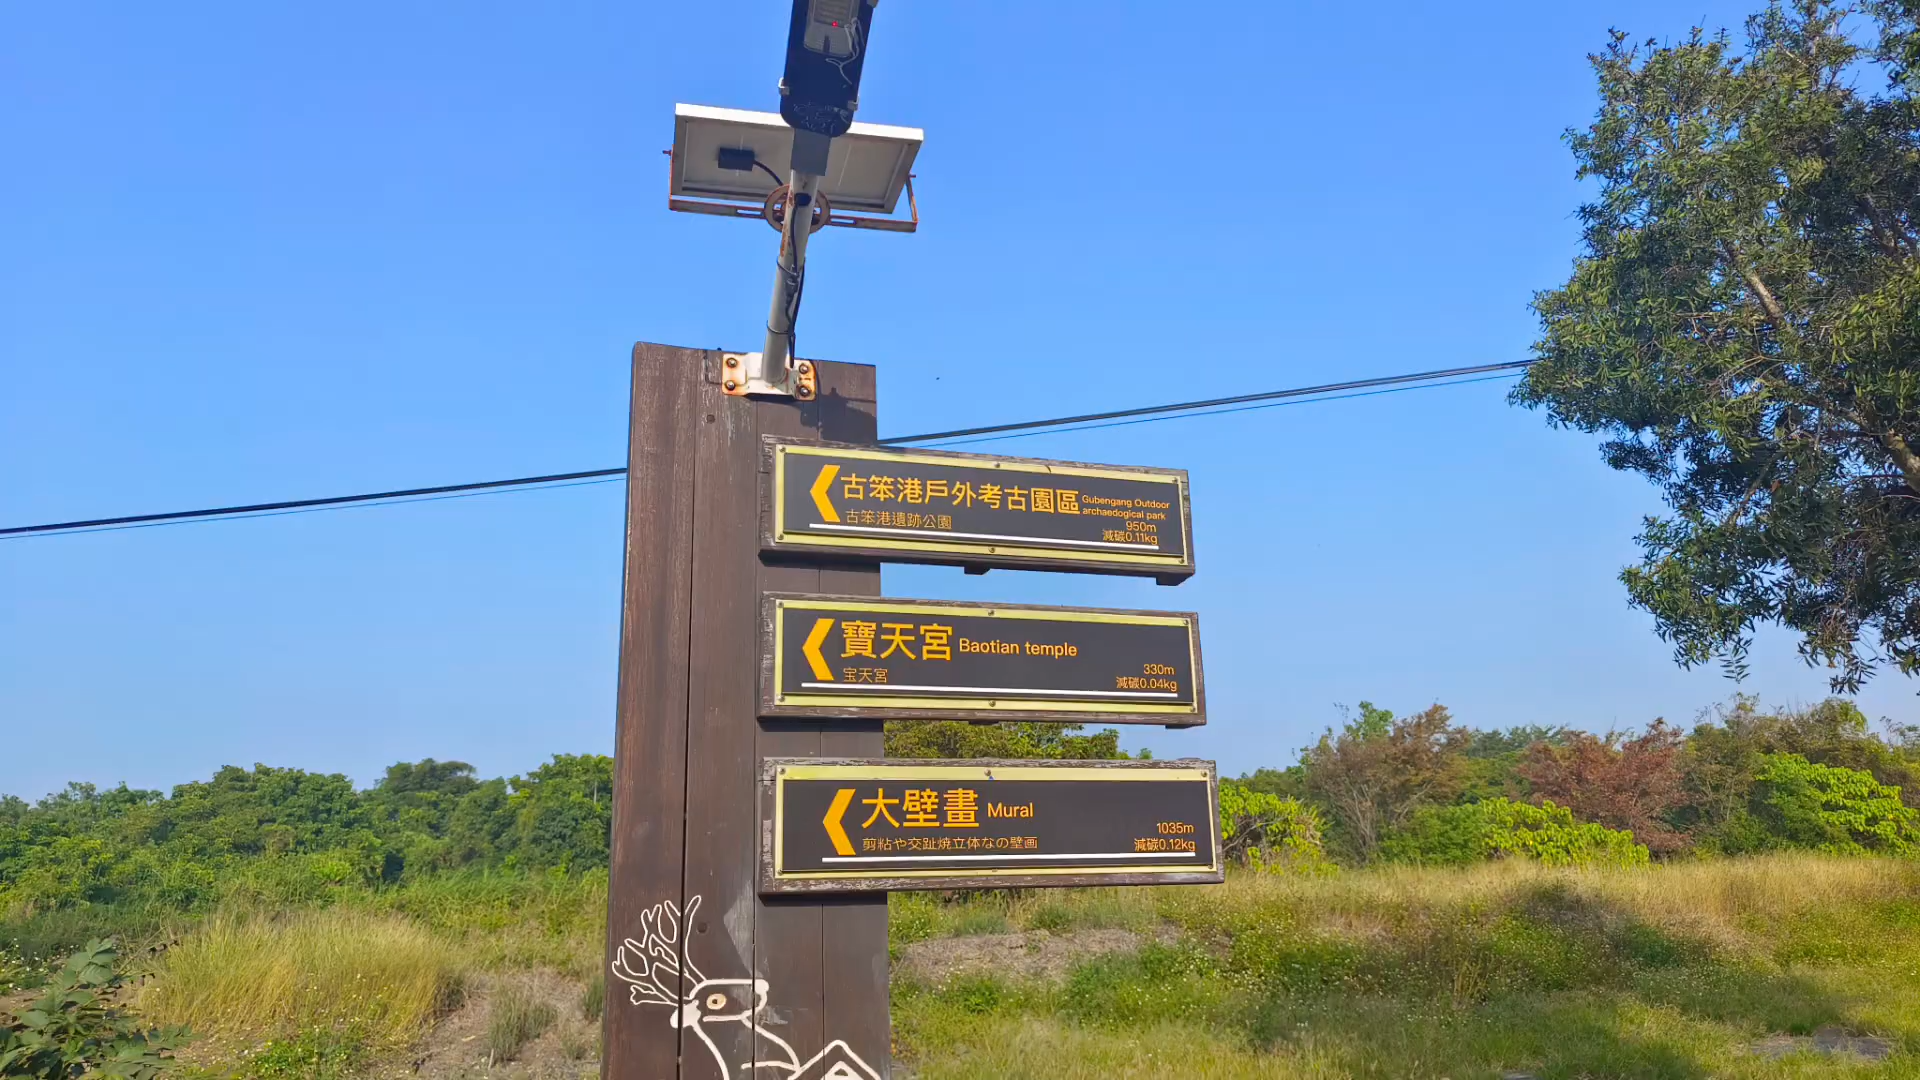 古笨港戶外考古園區 Gubengang Outdoor
archaedogical park
古笨港遺跡公園
950m
減碳0.11kg
寶天宮 Baotian temple
宝天宮
330m
減碳0.04kg
大壁畫 Mural
剪粘や交趾焼立体なの壁画
1035m
減碳0.12kg